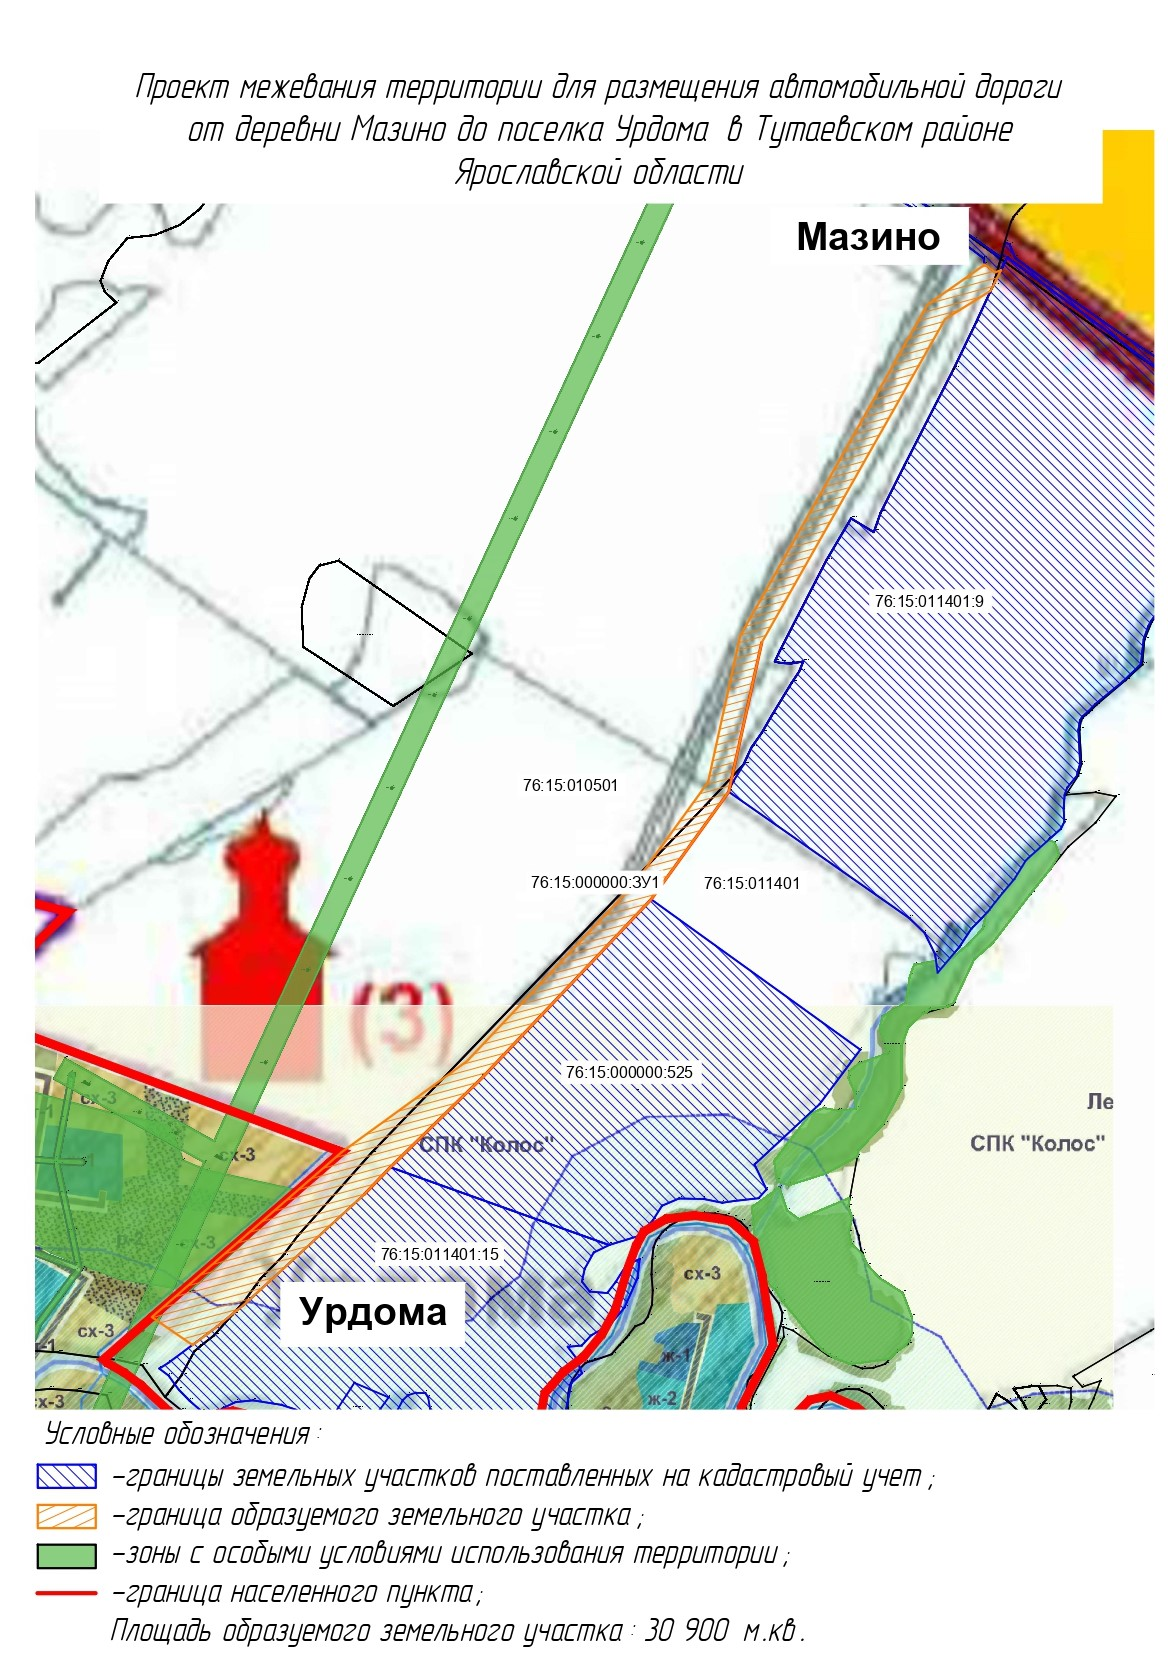 Проект межевания территории для размещения автомобильной дороги
от деревни Мазино до поселка Урдома в Тутаевском районе
Ярославской области
Мазино
76:15:011401:9
76:15:010501
76:15:000000:ЗУ1
76:15:011401
(3)
76:15:000000:525
сх-3
Ле
СПК "Колос"
СПК "Колос"
сх-3
76:15:011401:15
сх-3
Урдома
сх-3
ж-1
ж-2
сх-3
Условные обозначения :
-границы земельных участков поставленных на кадастровый учет ;
-граница образуемого земельного участка ;
-зоны с особыми условиями использования территории ;
-граница населенного пункта ;
Площадь образуемого земельного участка : 30 900 м.кв.